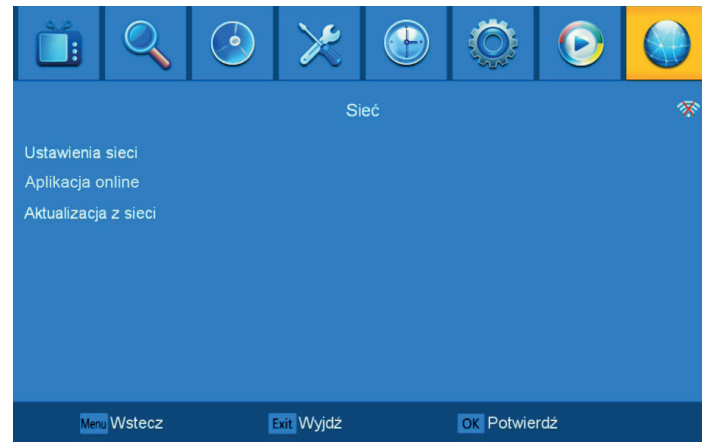 Sieć
Ustawienia sieci
Aplikacja online
Aktualizacja z sieci
Menu Wstecz Exit Wyjdź OK Potwierdź